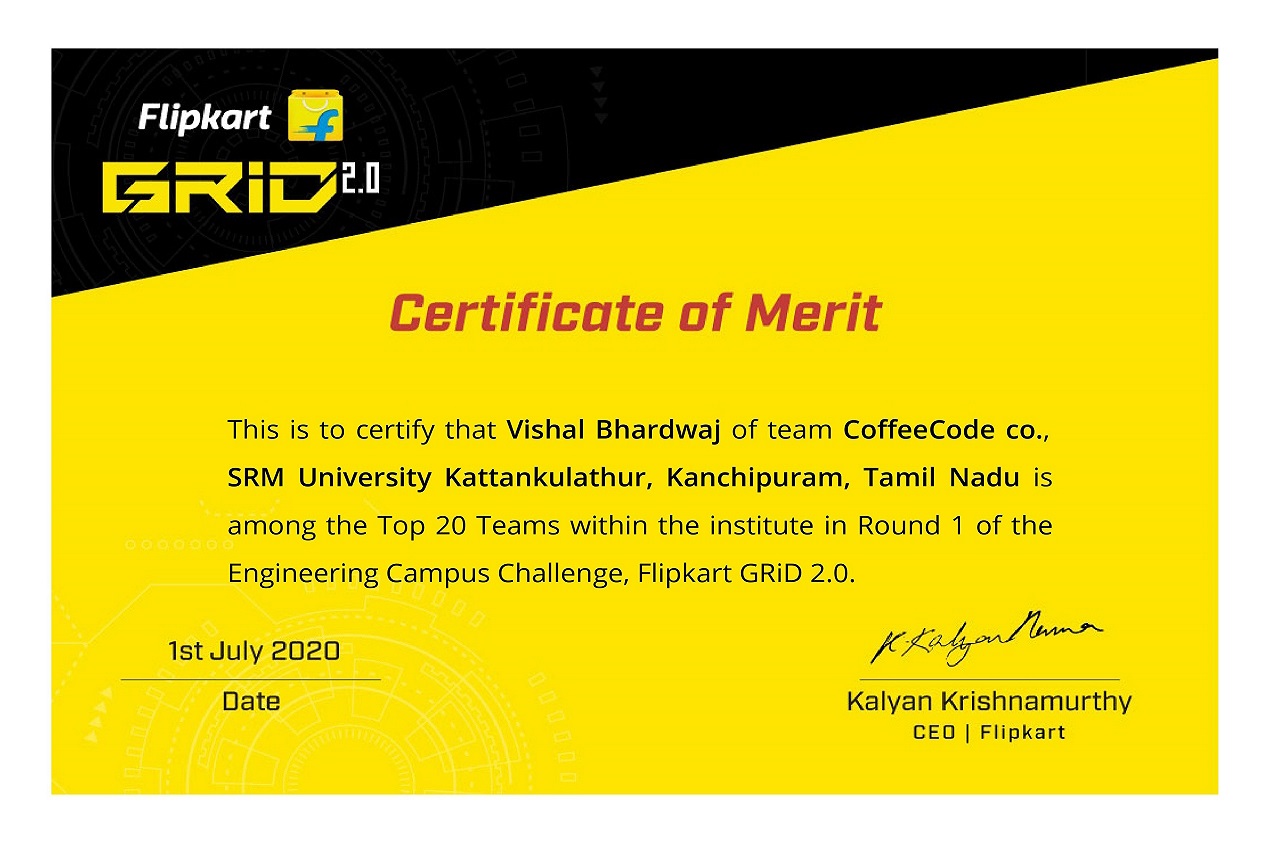 Flipkart
GRiD 2.0
Certificate of Merit
This is to certify that Vishal Bhardwaj of team CoffeeCode co.,
SRM University Kattankulathur, Kanchipuram, Tamil Nadu is
among the Top 20 Teams within the institute in Round 1 of the
Engineering Campus Challenge, Flipkart GRiD 2.0.
1st July 2020
Date
Kalyan Krishnamurthy
CEO | Flipkart